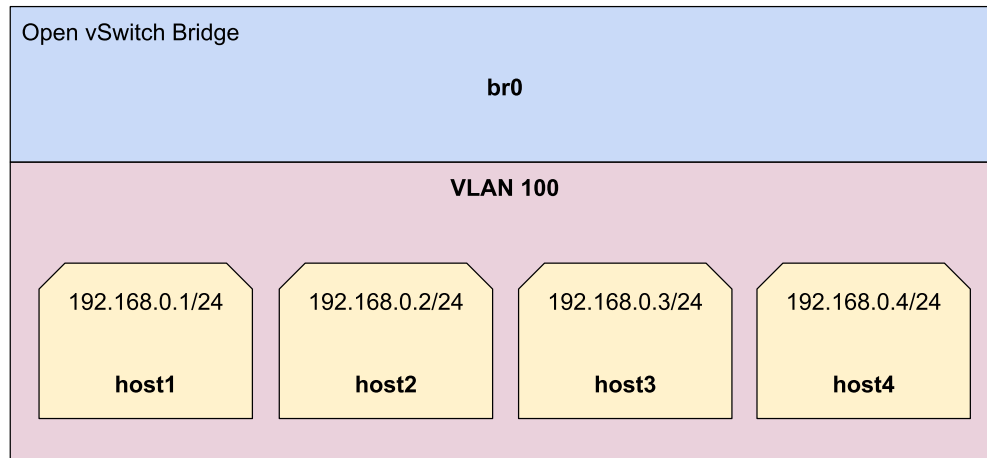 Open vSwitch Bridge
br0
VLAN 100
192.168.0.1/24
host1
192.168.0.2/24
host2
192.168.0.3/24
host3
192.168.0.4/24
host4